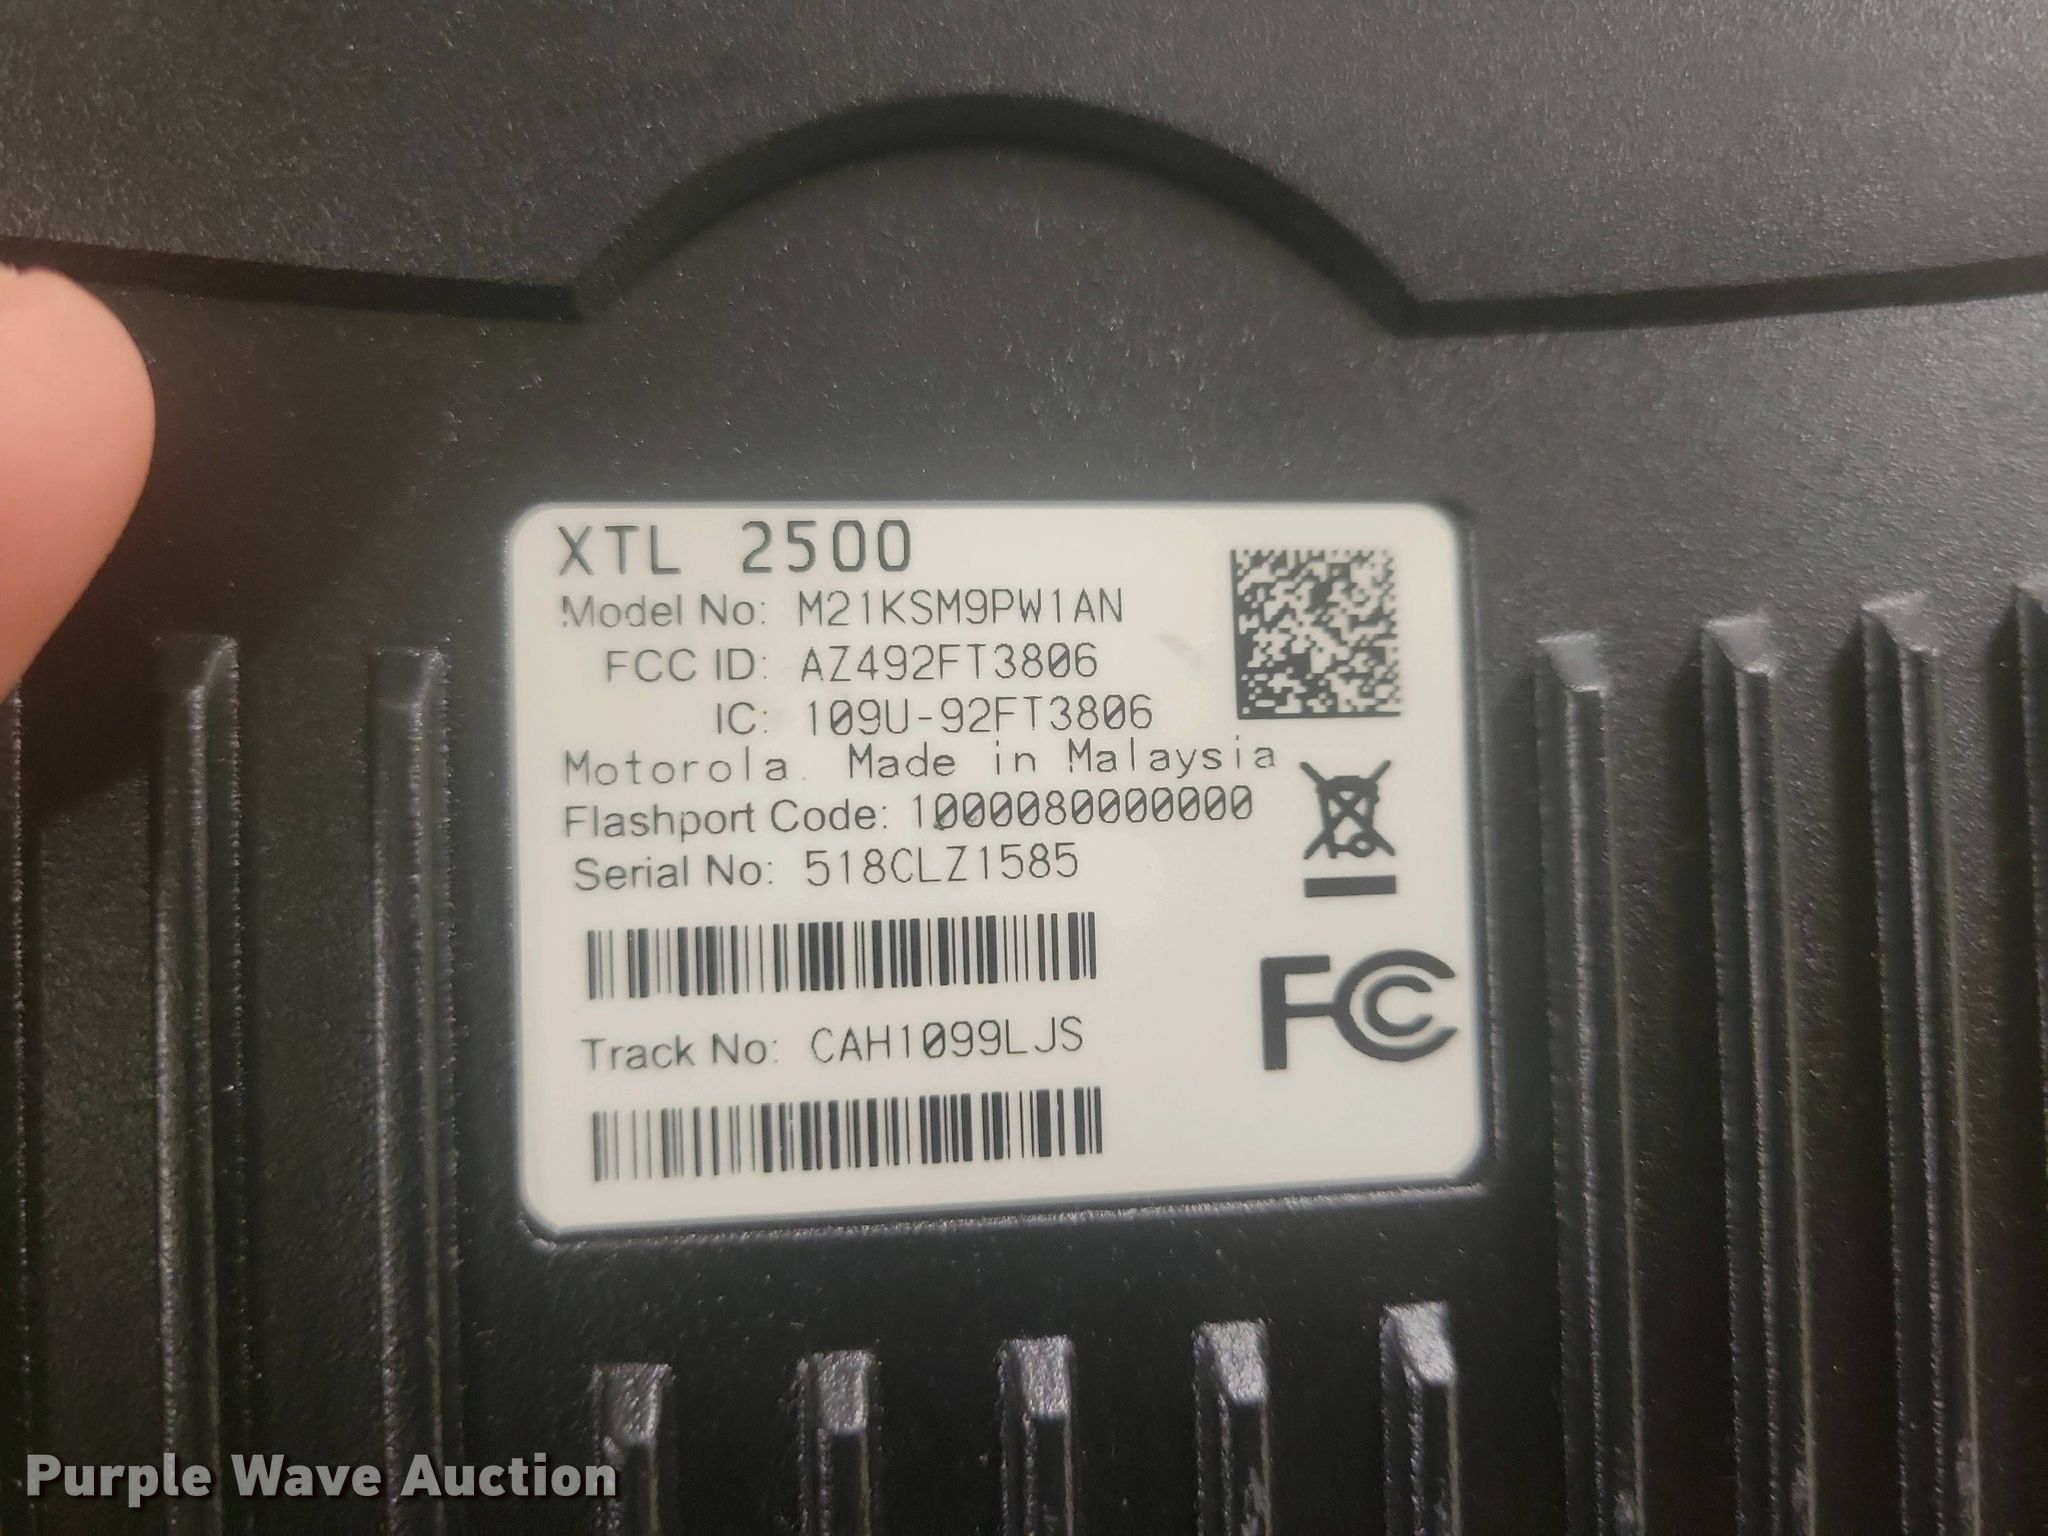 XTL 2500
Model No: M21KSM9PW1AN
FCC ID: AZ492FT3806
IC: 109U-92FT3806
Motorola. Made in Malaysia
Flashport Code: 1000080000000
Serial No: 518CLZ1585
Track No: CAH1099LJS
FC
Purple Wave Auction